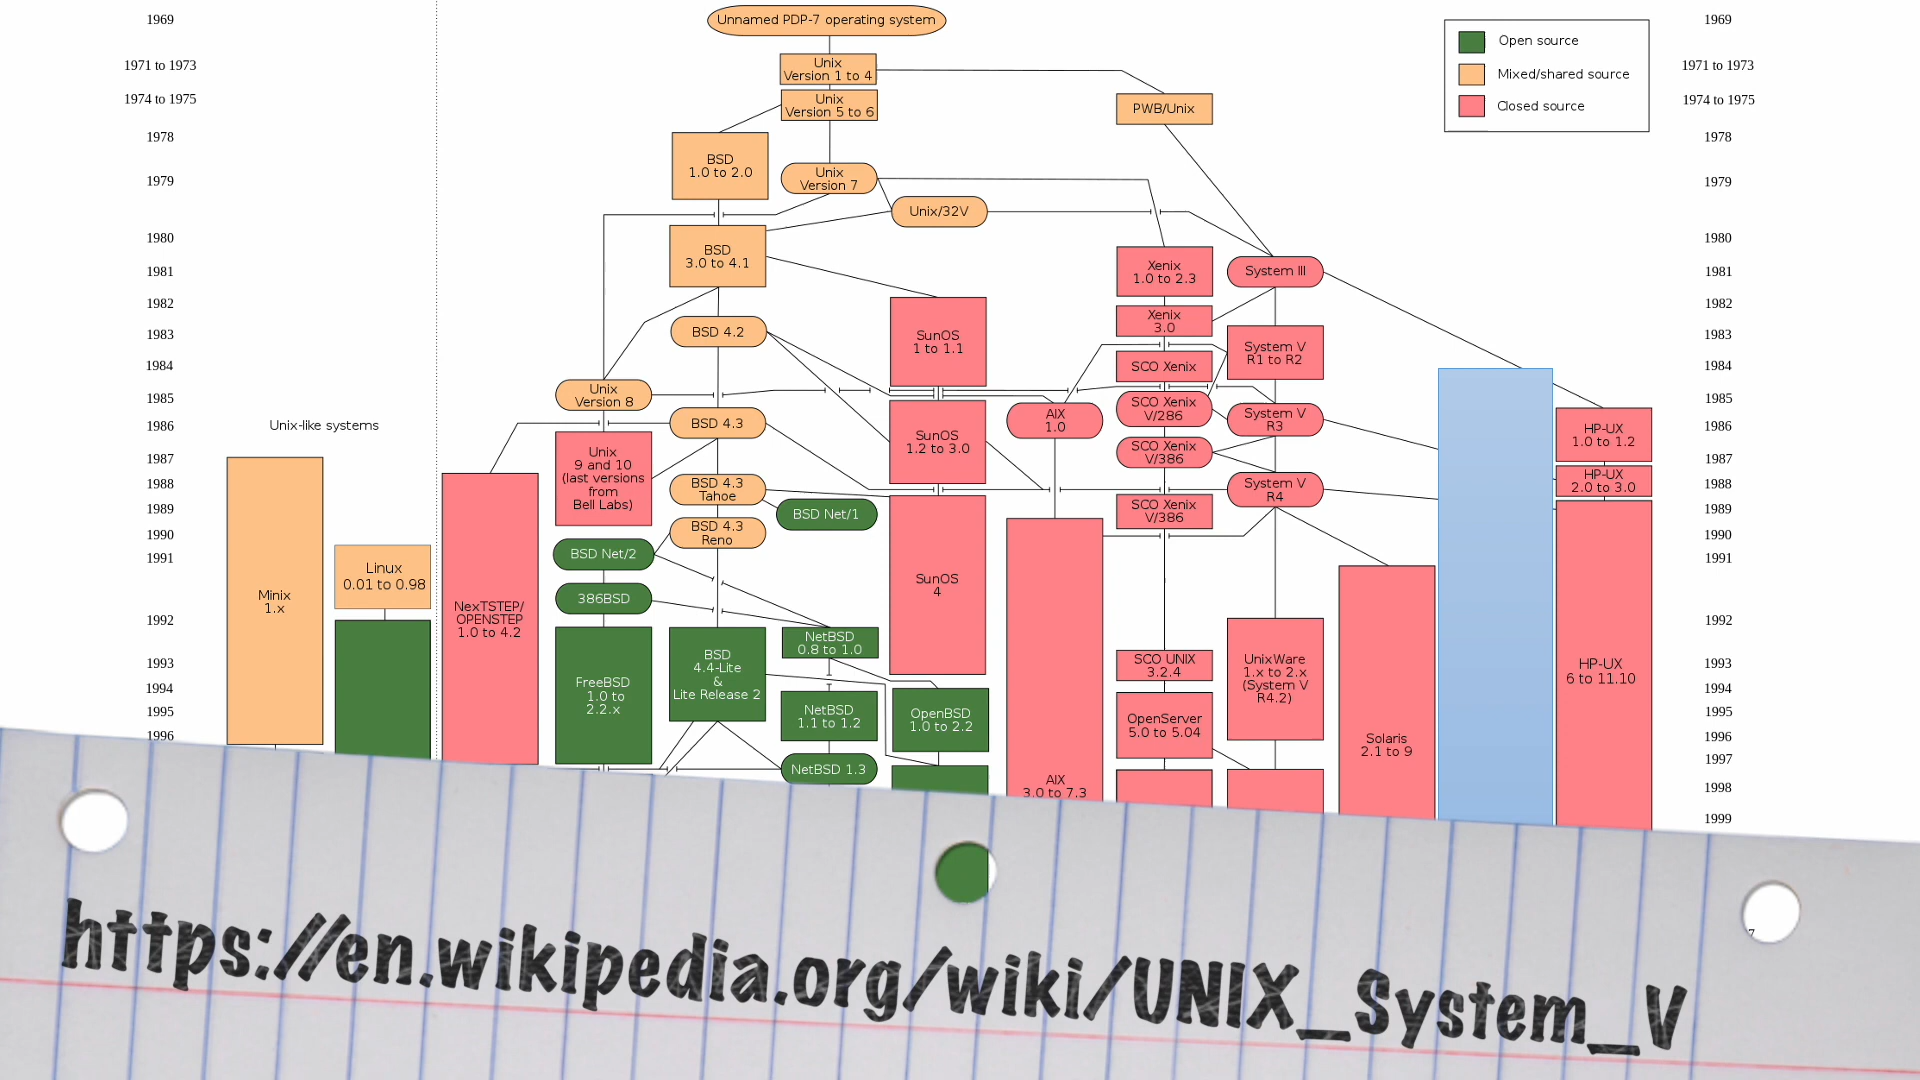 1969
Unnamed PDP-7 operating system
1969
Open source
1971 to 1973
Unix
Version 1 to 4
1971 to 1973
Mixed/shared source
1974 to 1975
Unix
Version 5 to 6
PWB/Unix
1974 to 1975
Closed source
1978
BSD
1.0 to 2.0
1978
1979
Unix
Version 7
1979
Unix/32V
1980
BSD
3.0 to 4.1
1980
1981
Xenix
1.0 to 2.3
System III
1981
1982
Xenix
3.0
1982
1983
BSD 4.2
SunOS
1 to 1.1
System V
R1 to R2
1983
1984
SCO Xenix
1984
1985
Unix
Version 8
SCO Xenix
V/286
1985
Unix-like systems
1986
BSD 4.3
AIX
1.0
System V
R3
HP-UX
1.0 to 1.2
1986
SunOS
1.2 to 3.0
SCO Xenix
V/386
1987
Unix
9 and 10
(last versions
from
Bell Labs)
1987
1988
BSD 4.3
Tahoe
System V
R4
HP-UX
2.0 to 3.0
1988
1989
BSD Net/1
SCO Xenix
V/386
1989
1990
BSD 4.3
Reno
1990
1991
BSD Net/2
1991
Linux
0.01 to 0.98
Minix
1.x
NexTSTEP/
OPENSTEP
1.0 to 4.2
386BSD
SunOS
4
1992
NetBSD
0.8 to 1.0
1992
1993
BSD
4.4-Lite
&
Lite Release 2
SCO UNIX
3.2.4
UnixWare
1.x to 2.x
(System V
R4.2)
HP-UX
6 to 11.10
1993
1994
FreeBSD
1.0 to
2.2.x
1994
1995
NetBSD
1.1 to 1.2
OpenBSD
1.0 to 2.2
OpenServer
5.0 to 5.04
1995
1996
Solaris
2.1 to 9
1996
1997
NetBSD 1.3
AIX
3.0 to 7.3
1998
1999
7
https://en.wikipedia.org/wiki/UNIX_System_V